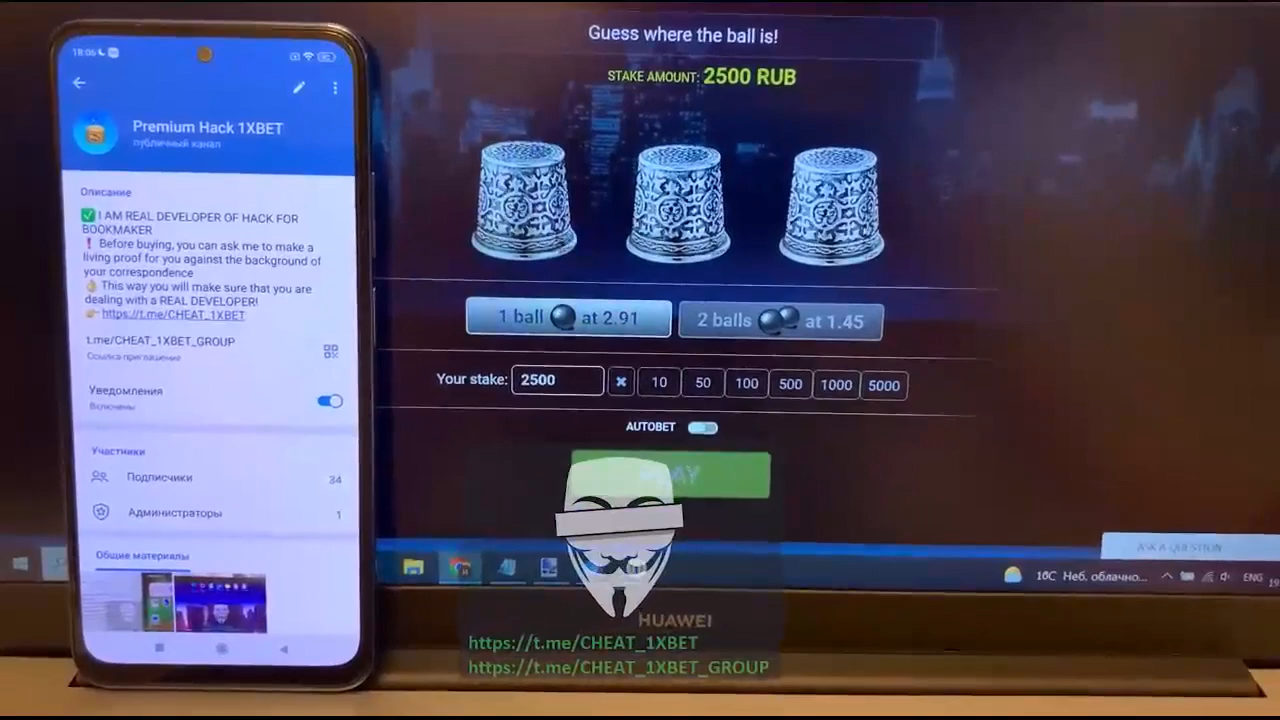 18:06
Premium Hack 1XBET
публичный канал
Описание
✅ I AM REAL DEVELOPER OF HACK FOR
BOOKMAKER
❗ Before buying, you can ask me to make a
living proof for you against the background of
your correspondence
👌 This way you will make sure that you are
dealing with a REAL DEVELOPER!
👉 https://t.me/CHEAT_1XBET
t.me/CHEAT_1XBET_GROUP
Ссылка приглашение
Уведомления
Включены
Участники
Подписчики 34
Администраторы 1
Общие материалы
Guess where the ball is!
STAKE AMOUNT: 2500 RUB
1 ball at 2.91 2 balls at 1.45
Your stake: 2500 × 10 50 100 500 1000 5000
AUTOBET
ASK A QUESTION
16C Неб. облачно... ENG
HUAWEI
https://t.me/CHEAT_1XBET
https://t.me/CHEAT_1XBET_GROUP